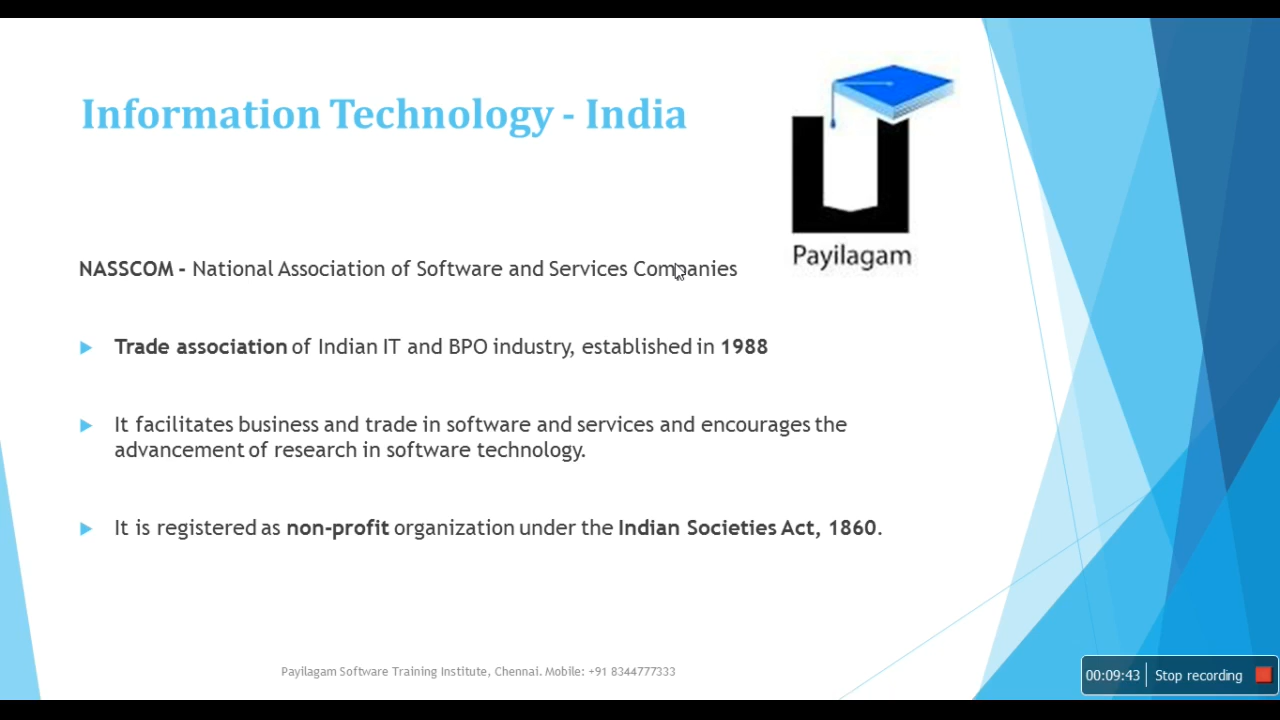 Information Technology - India
Payilagam
NASSCOM - National Association of Software and Services Companies
Trade association of Indian IT and BPO industry, established in 1988
It facilitates business and trade in software and services and encourages the
advancement of research in software technology.
It is registered as non-profit organization under the Indian Societies Act, 1860.
Payilagam Software Training Institute, Chennai. Mobile: +91 8344777333
00:09:43 Stop recording